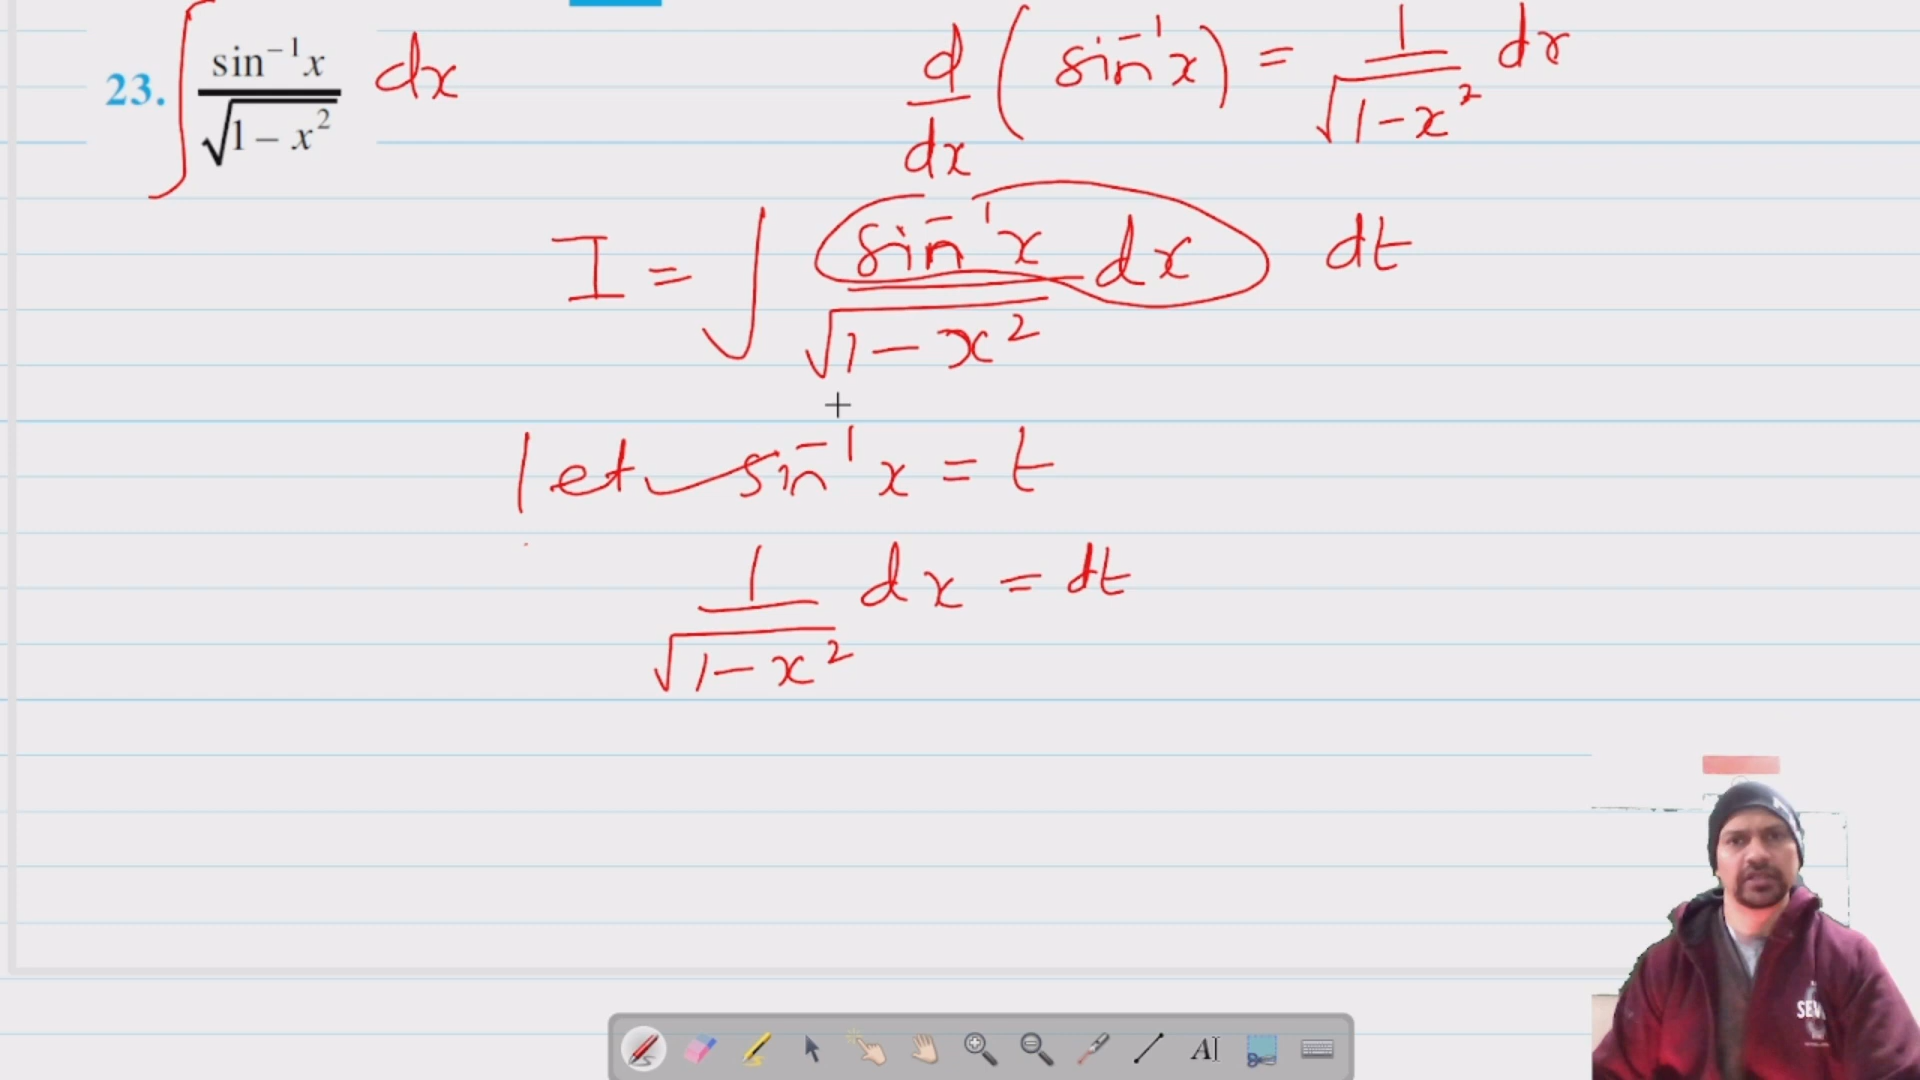 23. ∫ sin⁻¹x / √(1 – x²) dx
d/dx (sin⁻¹x) = 1/√(1-x²) dx
I = ∫ sin⁻¹x dx / √(1-x²) dt
let sin⁻¹x = t
1/√(1-x²) dx = dt
AI